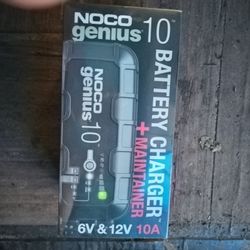 NOCO
genius 10
NOCO
genius 10
BATTERY CHARGER
+ MAINTAINER
6V & 12V 10A